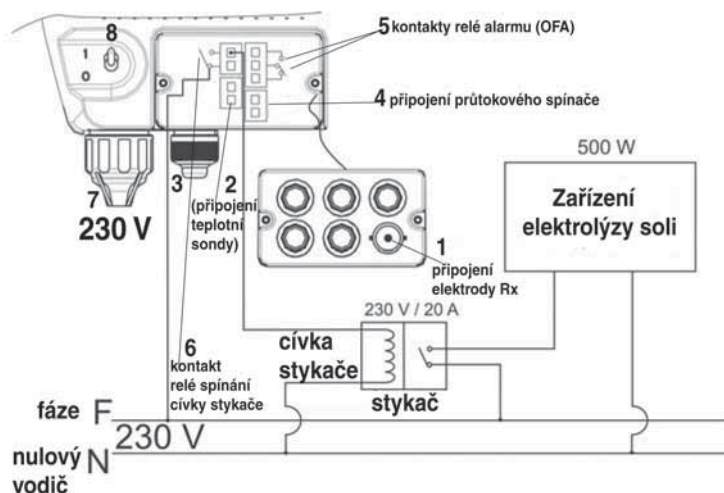 8
1
0
5 kontakty relé alarmu (OFA)
4 připojení průtokového spínače
7
230 V
3
2
(připojení
teplotní
sondy)
1
připojení
elektrody Rx
500 W
Zařízení
elektrolýzy soli
230 V / 20 A
cívka
stykače
stykač
6
kontakt
relé spínání
cívky stykače
fáze F
230 V
nulový N
vodič